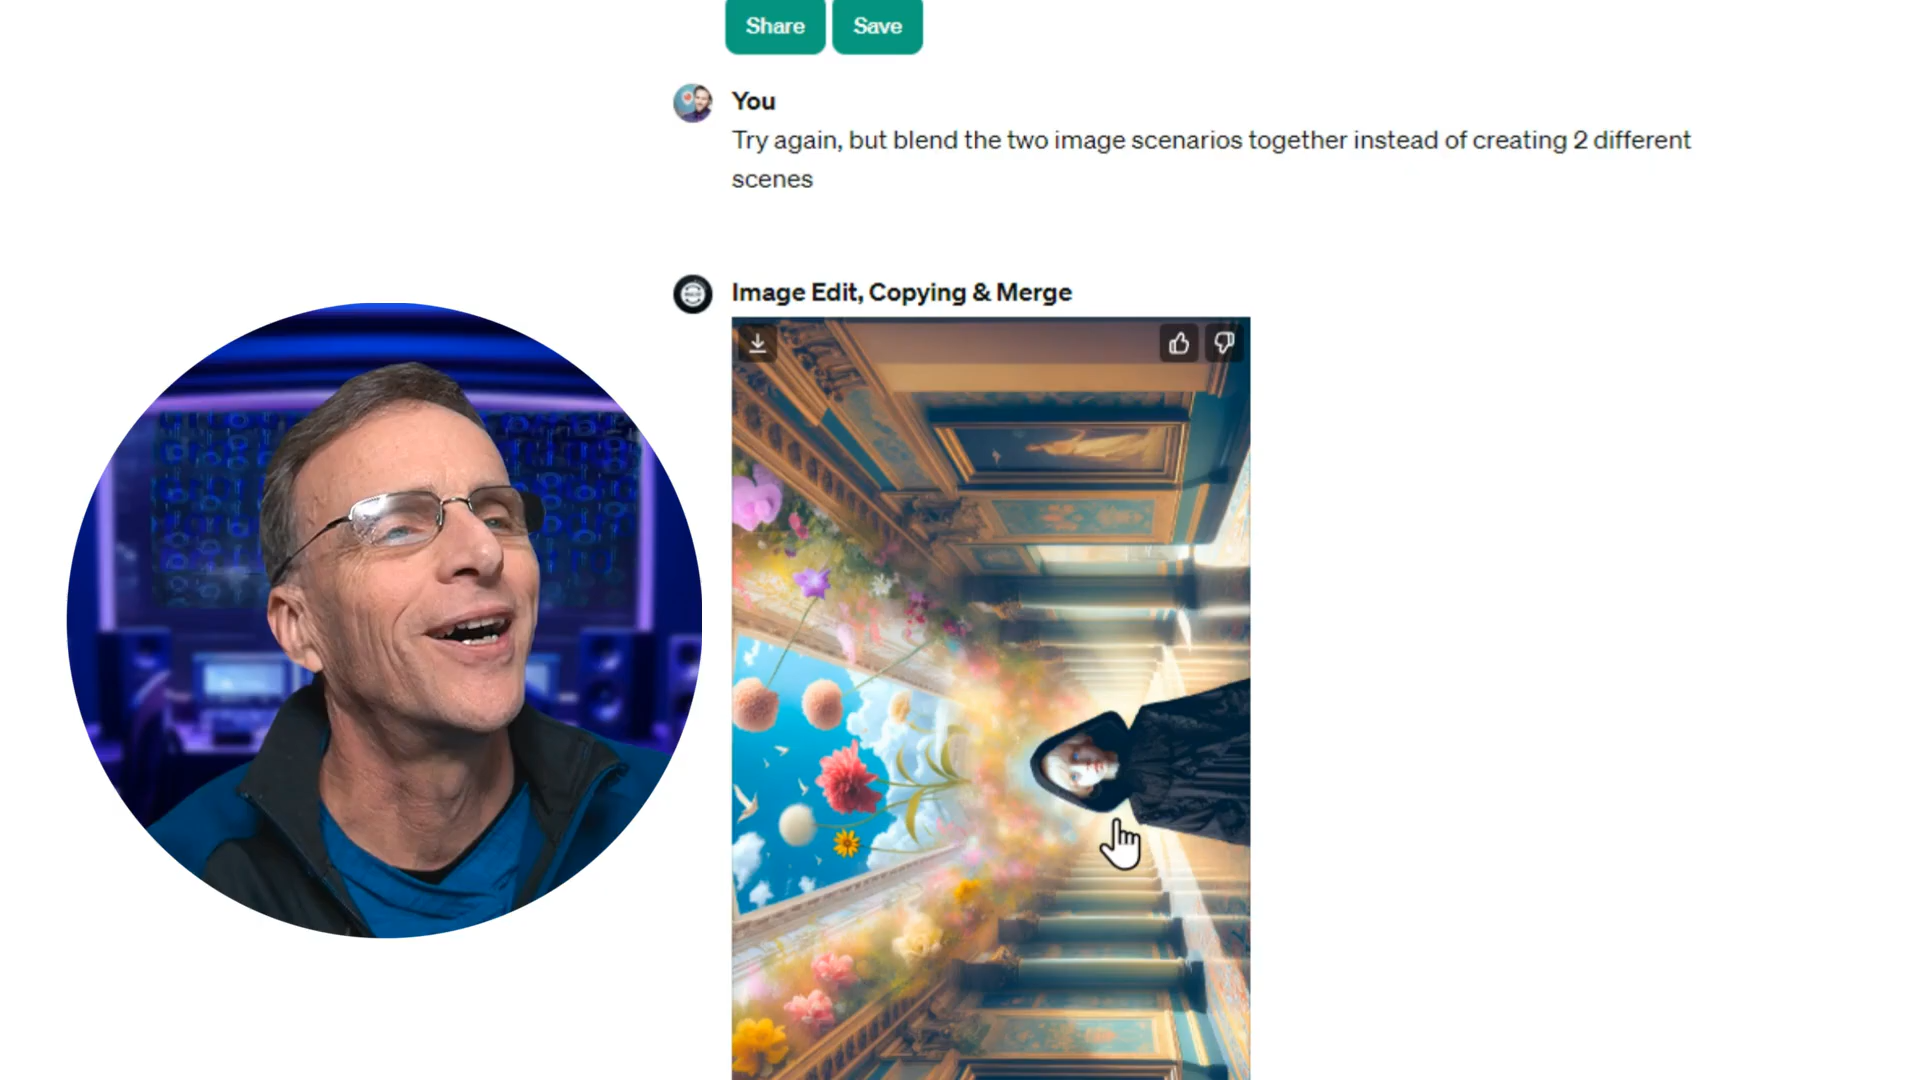 Share Save
You
Try again, but blend the two image scenarios together instead of creating 2 different
scenes
Image Edit, Copying & Merge